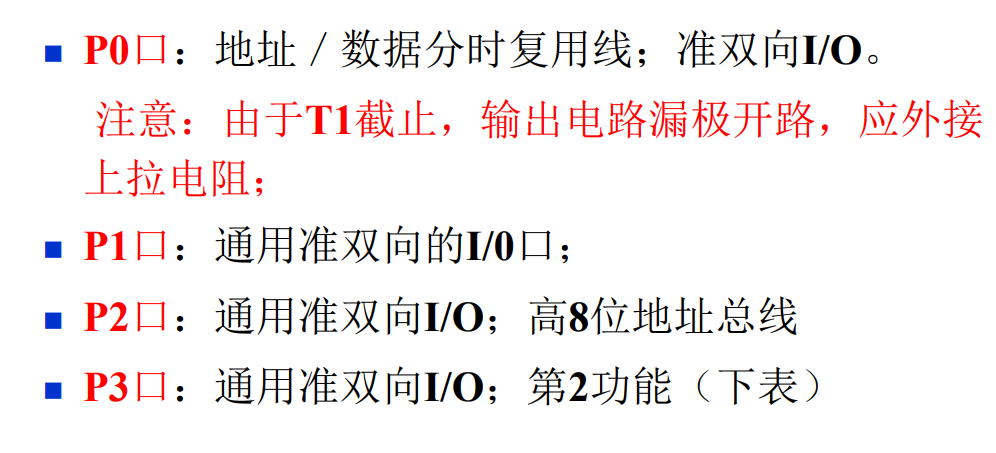 P0口：地址／数据分时复用线；准双向I/O。
注意：由于T1截止，输出电路漏极开路，应外接
上拉电阻；
P1口：通用准双向的I/0口；
P2口：通用准双向I/O；高8位地址总线
P3口：通用准双向I/O；第2功能（下表）